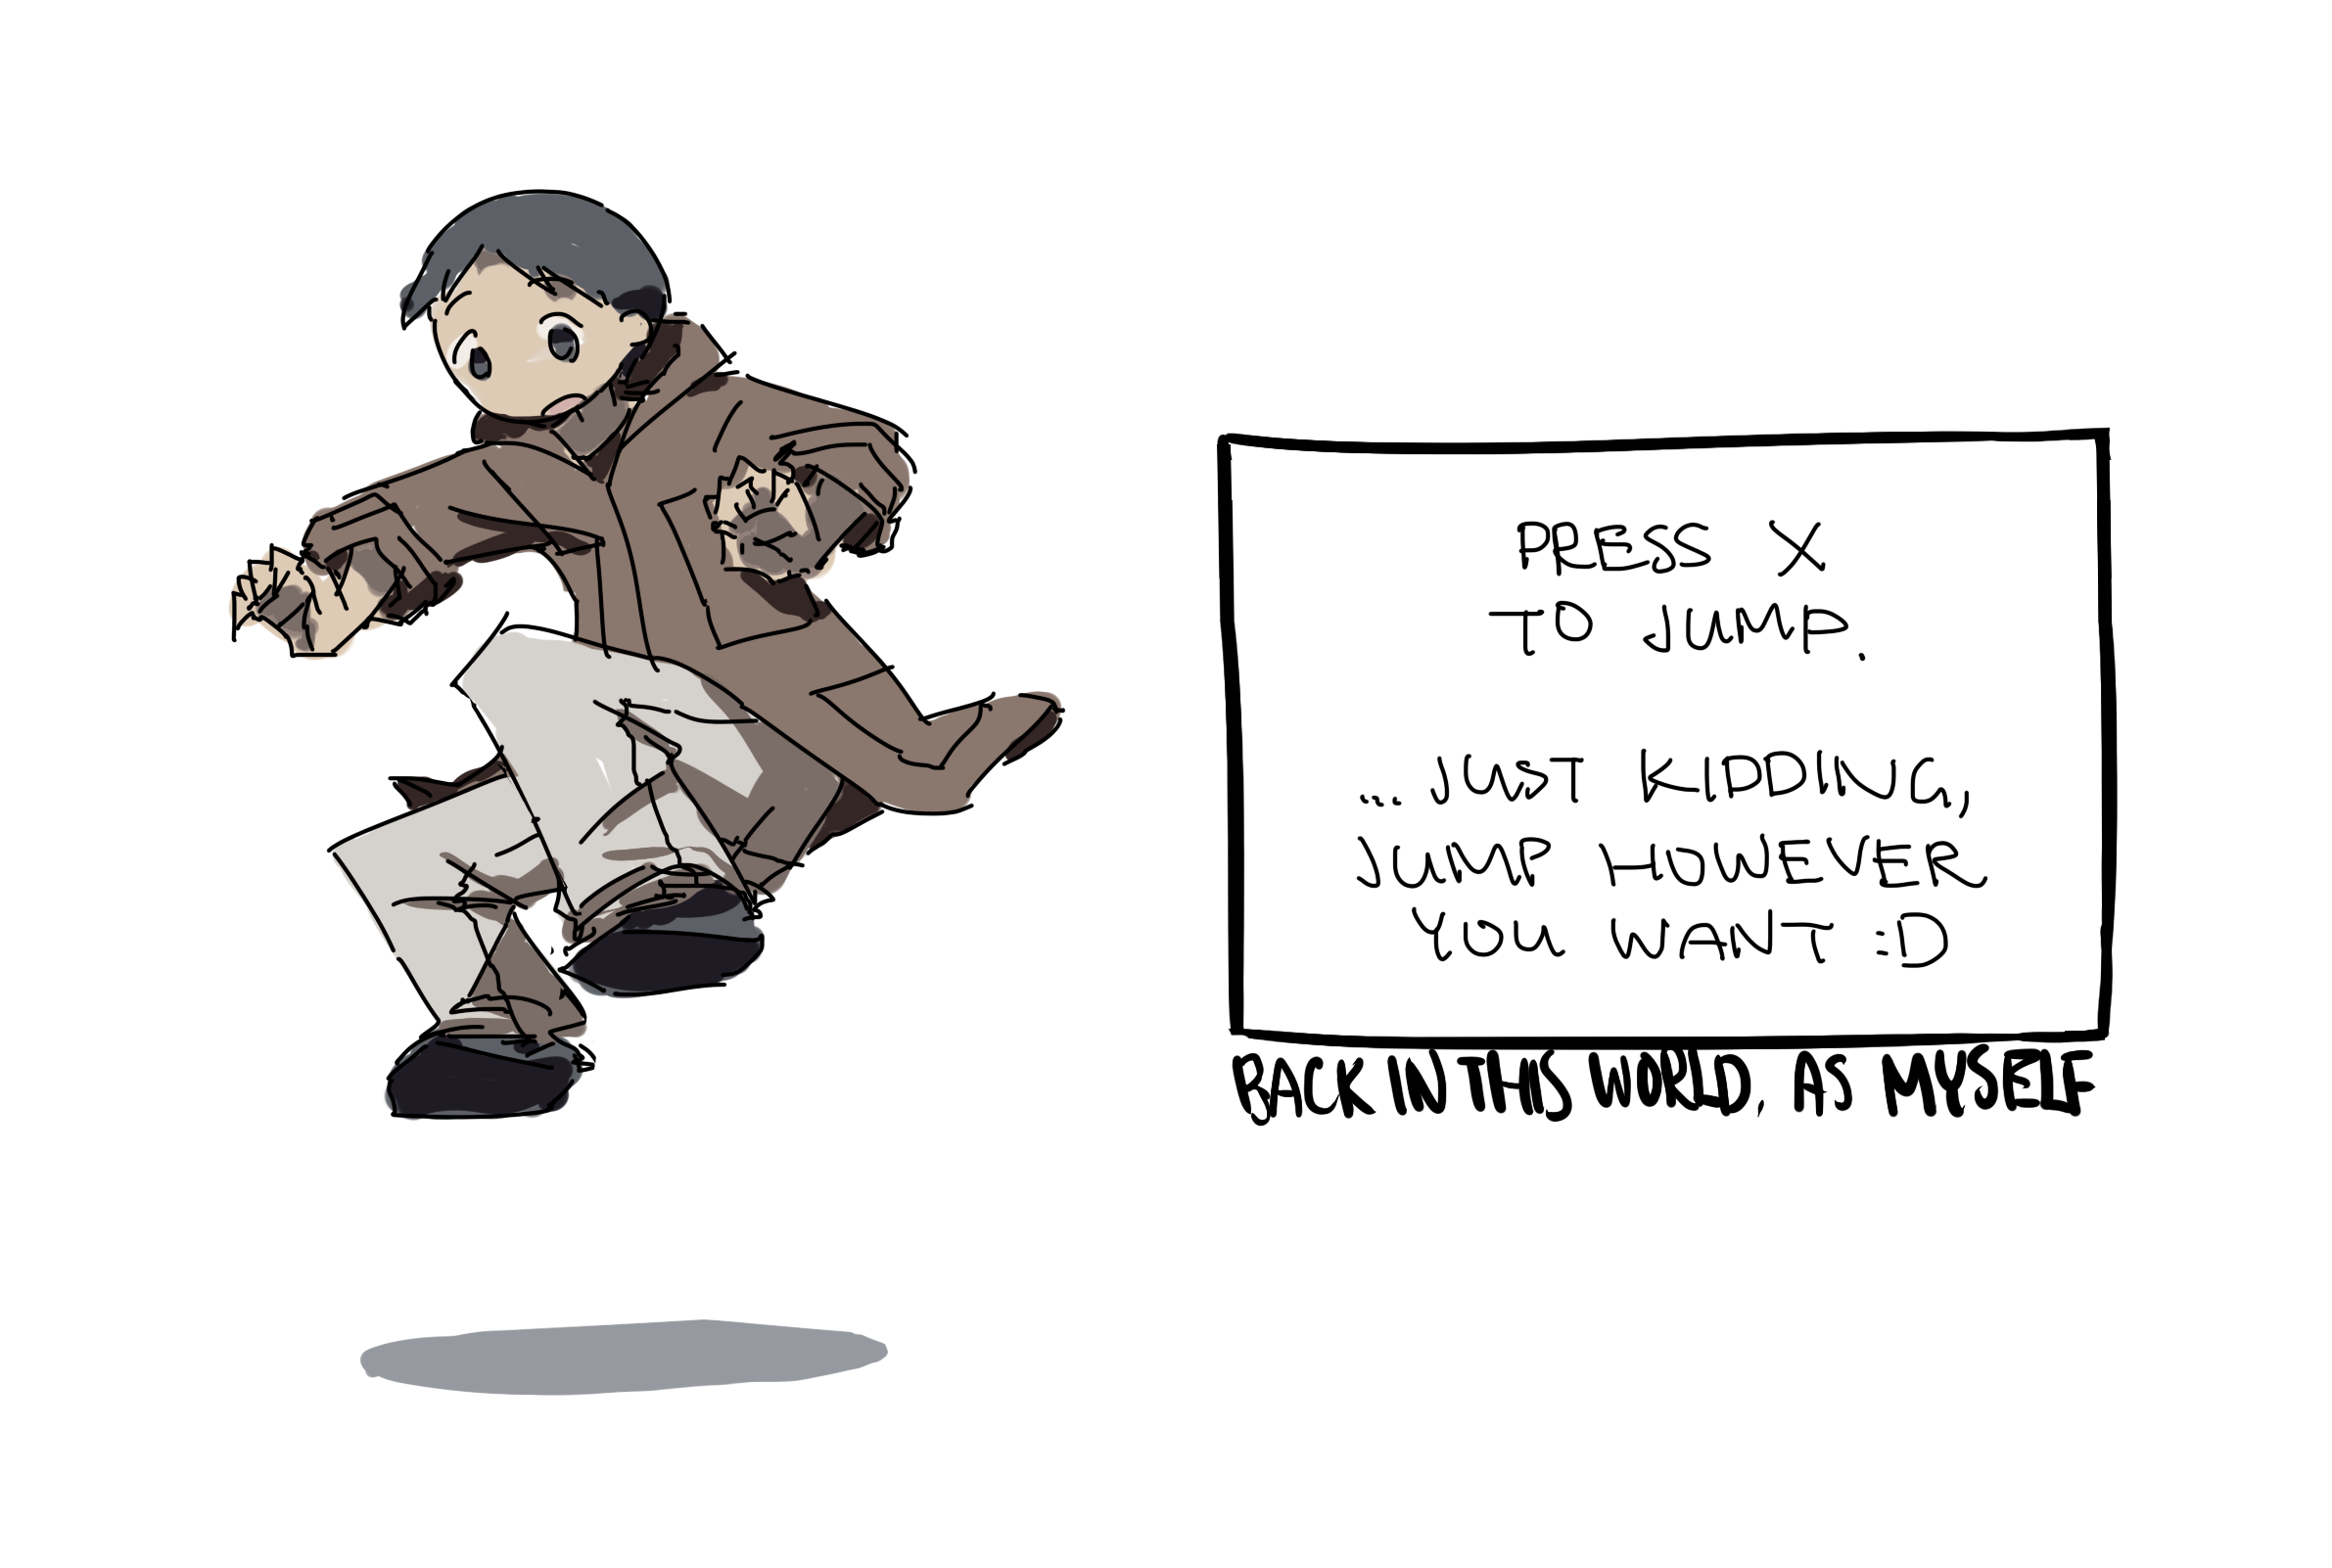 PRESS X
TO JUMP.
... JUST KIDDING,
JUMP HOWEVER
YOU WANT :D
BACK IN THIS WORLD, AS MYSELF